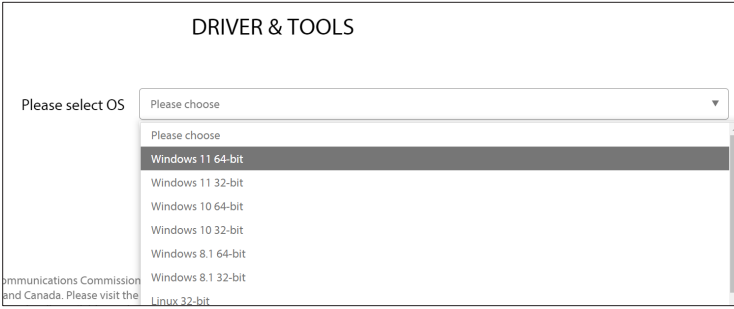 DRIVER & TOOLS
Please select OS
Please choose
Please choose
Windows 11 64-bit
Windows 11 32-bit
Windows 10 64-bit
Windows 10 32-bit
Windows 8.1 64-bit
Windows 8.1 32-bit
Linux 32-bit
ommunications Commission
and Canada. Please visit the